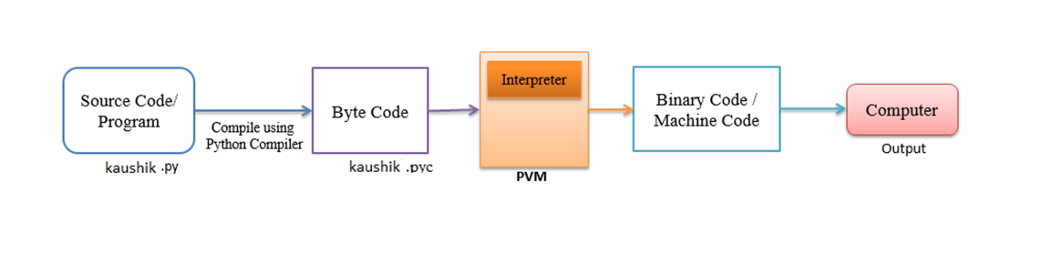 Source Code/
Program
kaushik .py
Compile using
Python Compiler
Byte Code
kaushik .pyc
Interpreter
PVM
Binary Code /
Machine Code
Computer
Output